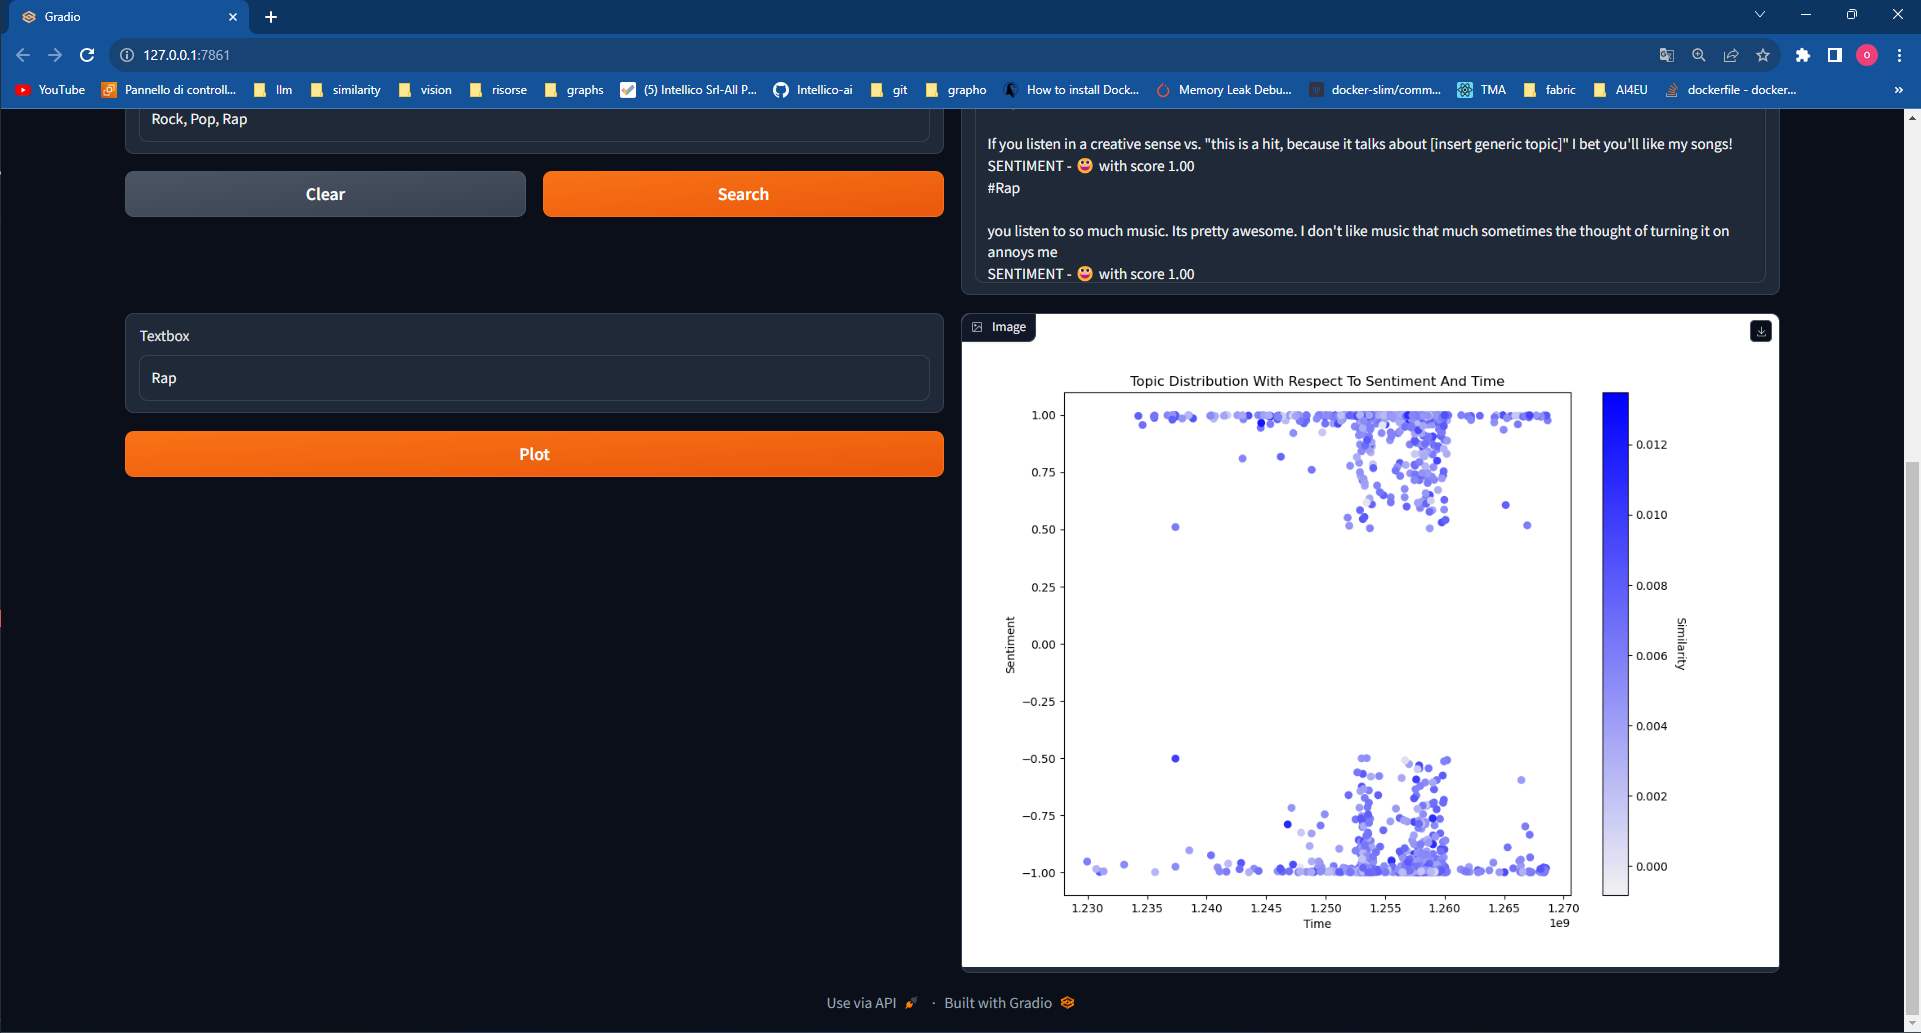 Gradio
127.0.0.1:7861
YouTube
Pannello di controll...
llm
similarity
vision
risorse
graphs
(5) Intellico Srl-All P...
Intellico-ai
git
grapho
How to install Dock...
Memory Leak Debu...
docker-slim/comm...
TMA
fabric
AI4EU
dockerfile - docker...
»
Rock, Pop, Rap
Clear
Search
If you listen in a creative sense vs. "this is a hit, because it talks about [insert generic topic]" I bet you'll like my songs!
SENTIMENT - 😀 with score 1.00
#Rap
you listen to so much music. Its pretty awesome. I don't like music that much sometimes the thought of turning it on
annoys me
SENTIMENT - 😀 with score 1.00
Textbox
Rap
Plot
Image
Topic Distribution With Respect To Sentiment And Time
1.00
0.75
0.50
0.25
0.00
−0.25
−0.50
−0.75
−1.00
Sentiment
1.230 1.235 1.240 1.245 1.250 1.255 1.260 1.265 1.270
1e9
Time
0.012
0.010
0.008
0.006
0.004
0.002
0.000
Similarity
Use via API 🚀 · Built with Gradio